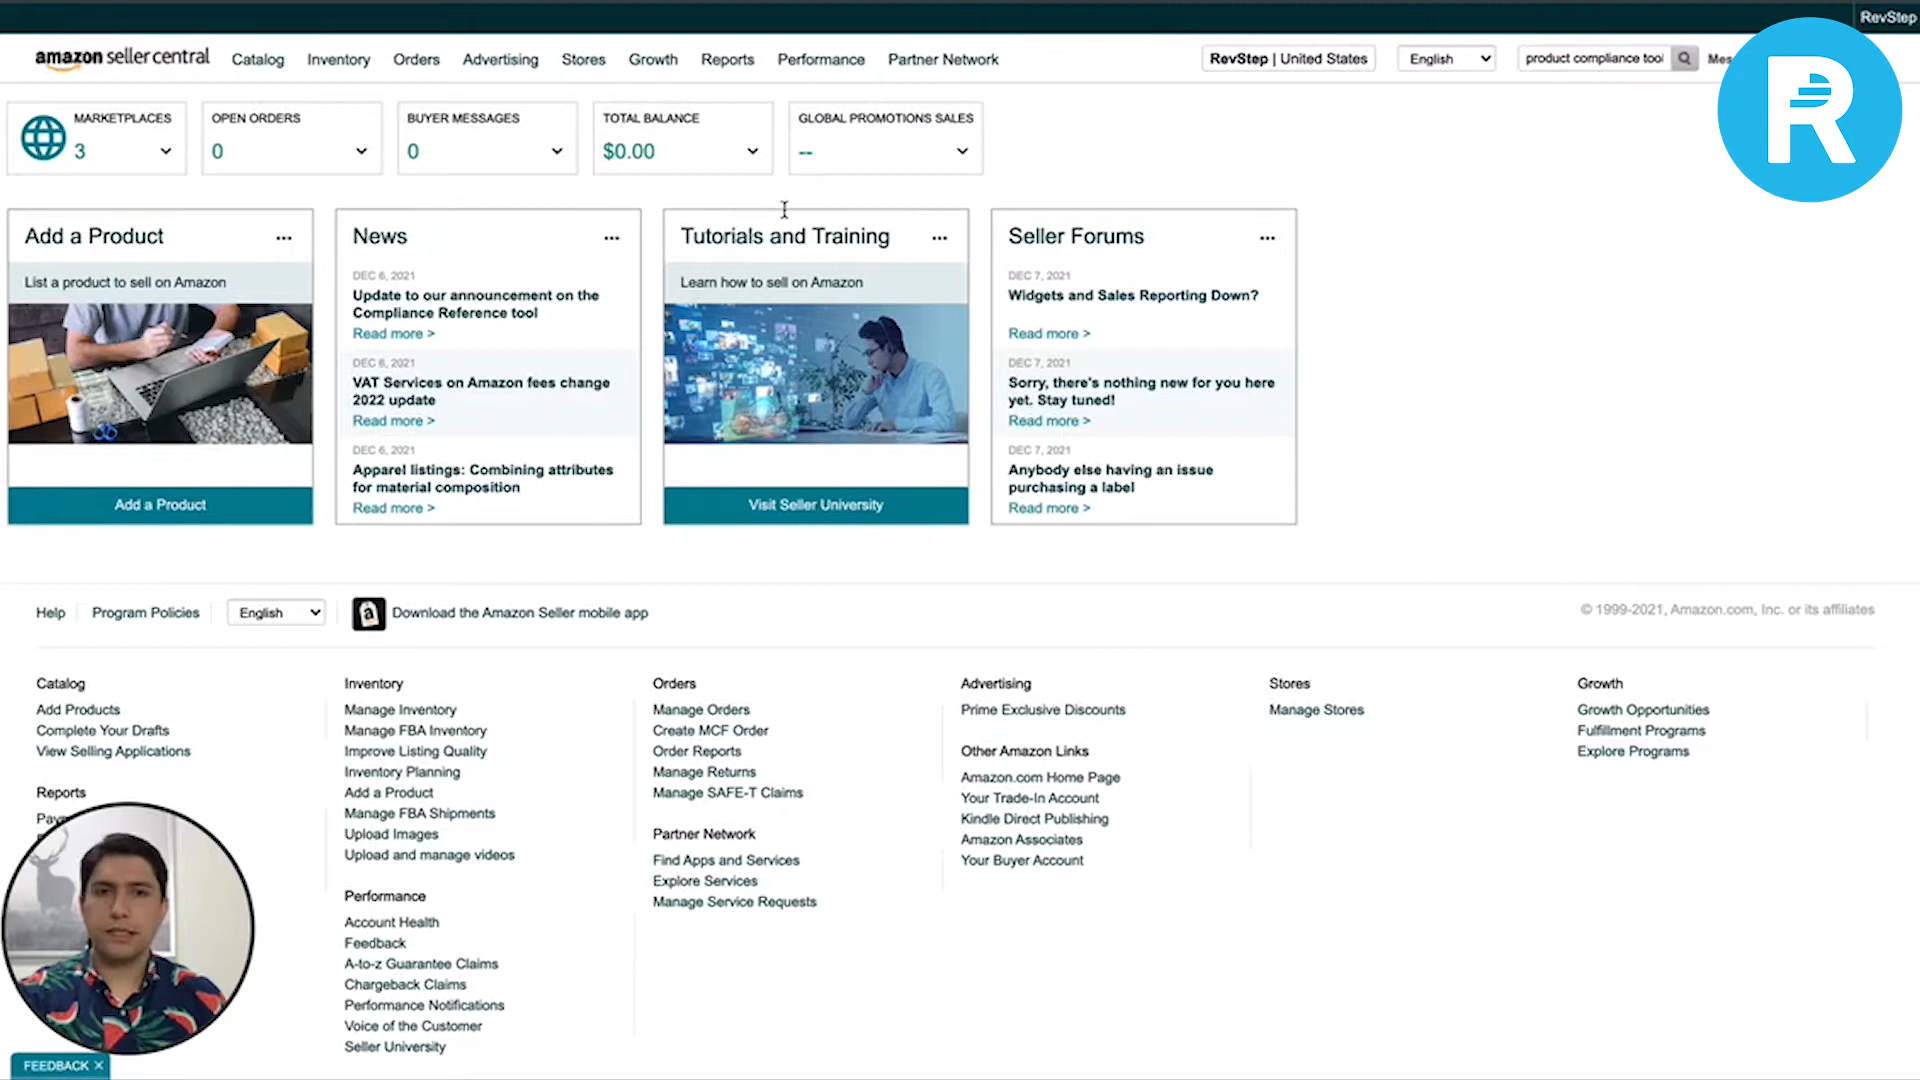 RevStep
amazon seller central
Catalog
Inventory
Orders
Advertising
Stores
Growth
Reports
Performance
Partner Network
RevStep | United States
English
product compliance tool
Mes
R
MARKETPLACES
3
OPEN ORDERS
0
BUYER MESSAGES
0
TOTAL BALANCE
$0.00
GLOBAL PROMOTIONS SALES
--
Add a Product
...
List a product to sell on Amazon
Add a Product
News
...
DEC 6, 2021
Update to our announcement on the
Compliance Reference tool
Read more >
DEC 6, 2021
VAT Services on Amazon fees change
2022 update
Read more >
DEC 6, 2021
Apparel listings: Combining attributes
for material composition
Read more >
Tutorials and Training
...
Learn how to sell on Amazon
Visit Seller University
Seller Forums
...
DEC 7, 2021
Widgets and Sales Reporting Down?
Read more >
DEC 7, 2021
Sorry, there's nothing new for you here
yet. Stay tuned!
Read more >
DEC 7, 2021
Anybody else having an issue
purchasing a label
Read more >
Help
Program Policies
English
a
Download the Amazon Seller mobile app
© 1999-2021, Amazon.com, Inc. or its affiliates
Catalog
Add Products
Complete Your Drafts
View Selling Applications
Reports
Inventory
Manage Inventory
Manage FBA Inventory
Improve Listing Quality
Inventory Planning
Add a Product
Manage FBA Shipments
Upload Images
Upload and manage videos
Performance
Account Health
Feedback
A-to-z Guarantee Claims
Chargeback Claims
Performance Notifications
Voice of the Customer
Seller University
Orders
Manage Orders
Create MCF Order
Order Reports
Manage Returns
Manage SAFE-T Claims
Partner Network
Find Apps and Services
Explore Services
Manage Service Requests
Advertising
Prime Exclusive Discounts
Other Amazon Links
Amazon.com Home Page
Your Trade-In Account
Kindle Direct Publishing
Amazon Associates
Your Buyer Account
Stores
Manage Stores
Growth
Growth Opportunities
Fulfillment Programs
Explore Programs
FEEDBACK X